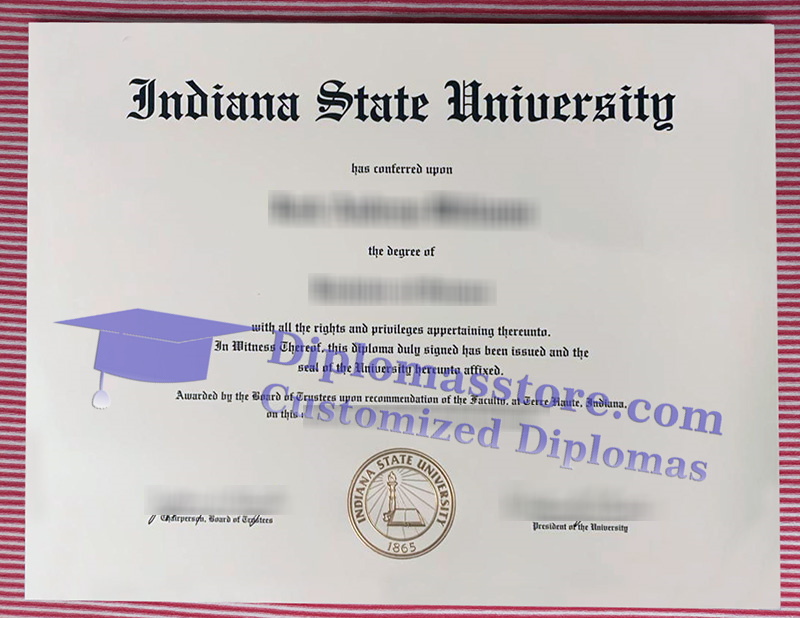 Indiana State University
has conferred upon
the degree of
with all the rights and privileges appertaining thereunto.
In Witness Thereof, this diploma duly signed has been issued and the
seal of the University hereunto affixed.
Diplomasstore.com
Awarded by the Board of Trustees upon recommendation of the Faculty, at Terre Haute, Indiana,
on this
Customized Diplomas
INDIANA STATE UNIVERSITY
1865
Chairperson, Board of Trustees
President of the University